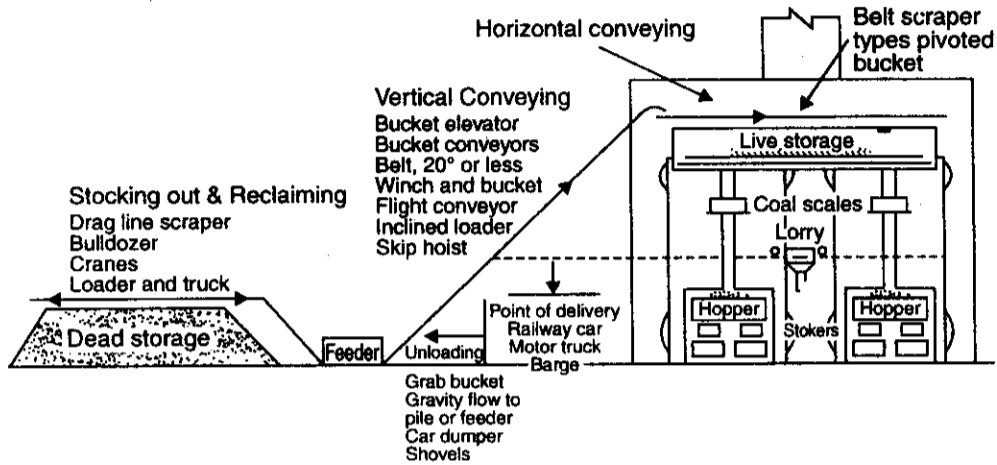 Horizontal conveying
Belt scraper
types pivoted
bucket
Vertical Conveying
Bucket elevator
Bucket conveyors
Belt, 20° or less
Winch and bucket
Flight conveyor
Inclined loader
Skip hoist
Live storage
Stocking out & Reclaiming
Drag line scraper
Bulldozer
Cranes
Loader and truck
Coal scales
Lorry
Dead storage
Feeder
Unloading
Grab bucket
Gravity flow to
pile or feeder
Car dumper
Shovels
Point of delivery
Railway car
Motor truck
Barge
Hopper
Stokers
Hopper